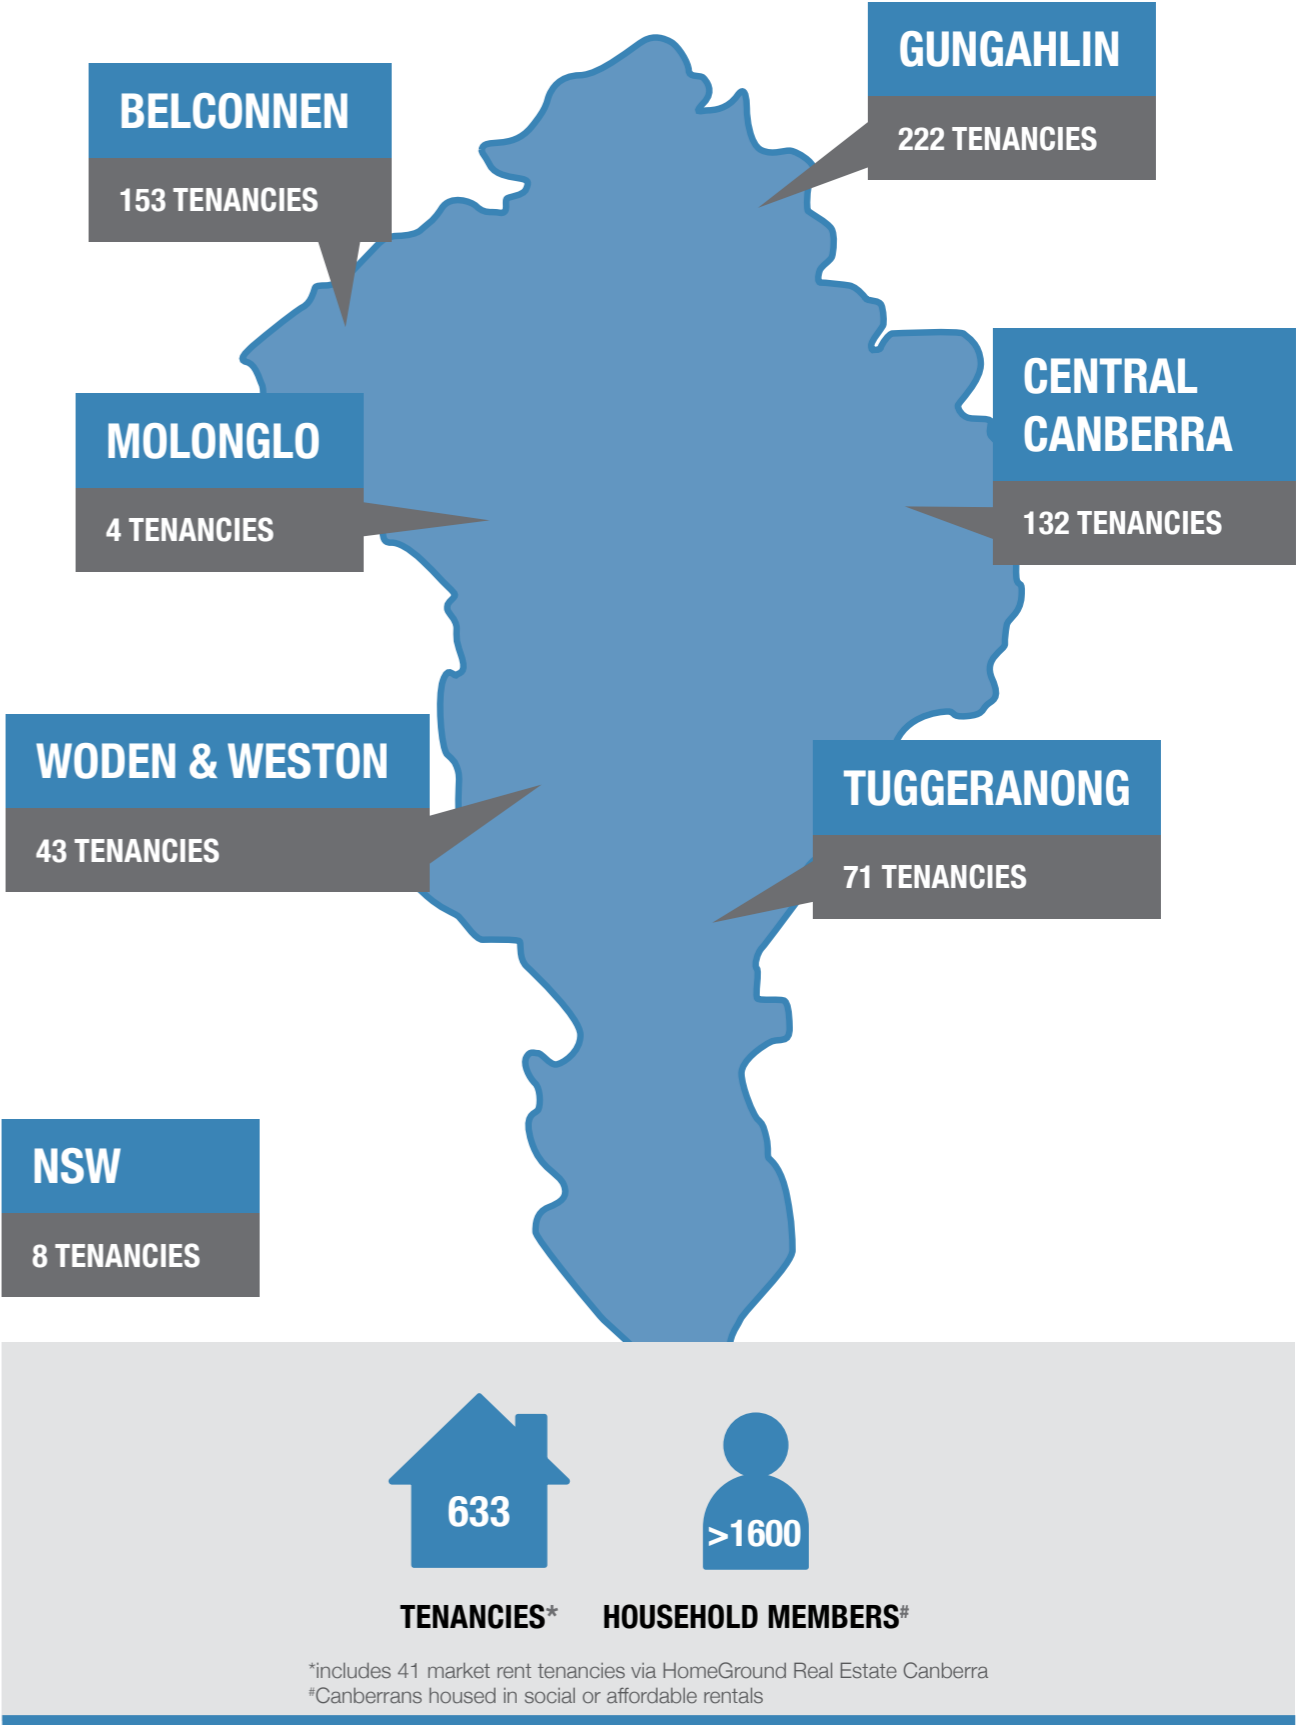 GUNGAHLIN
222 TENANCIES
BELCONNEN
153 TENANCIES
CENTRAL
CANBERRA
132 TENANCIES
MOLONGLO
4 TENANCIES
WODEN & WESTON
43 TENANCIES
TUGGERANONG
71 TENANCIES
NSW
8 TENANCIES
633
TENANCIES*
>1600
HOUSEHOLD MEMBERS#
*includes 41 market rent tenancies via HomeGround Real Estate Canberra
#Canberrans housed in social or affordable rentals